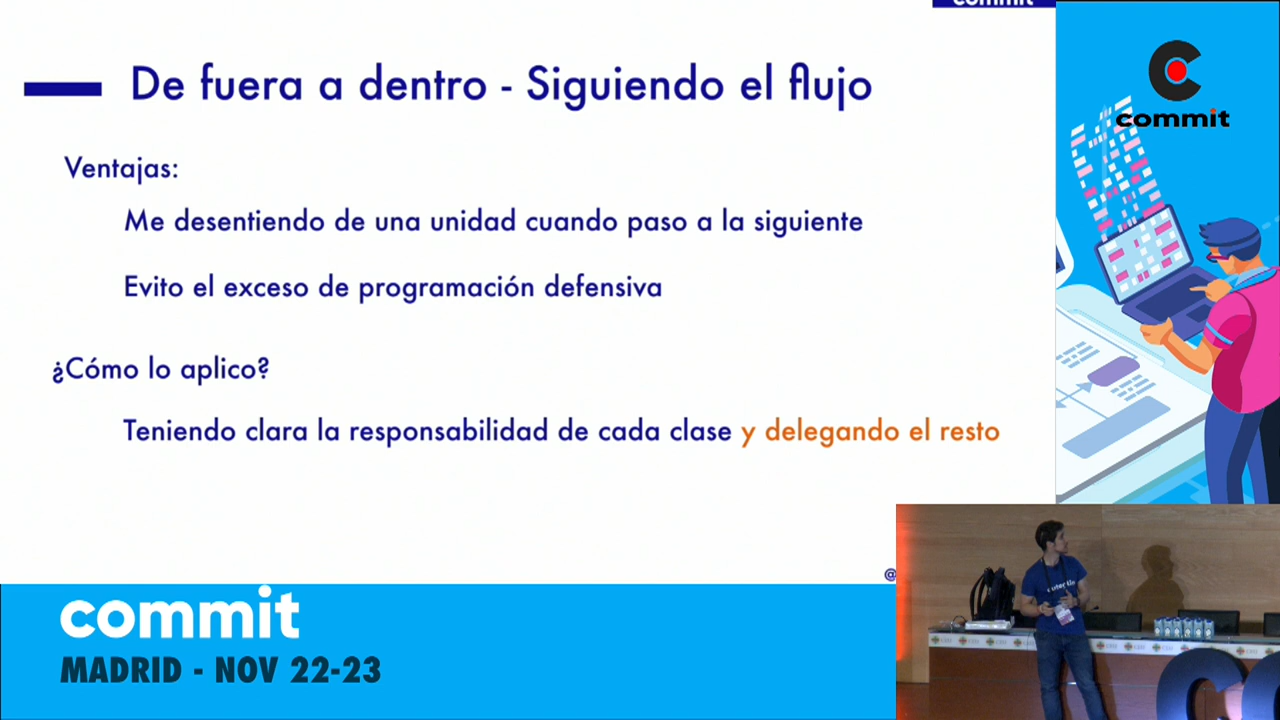 De fuera a dentro - Siguiendo el flujo
Ventajas:
Me desentiendo de una unidad cuando paso a la siguiente
Evito el exceso de programación defensiva
¿Cómo lo aplico?
Teniendo clara la responsabilidad de cada clase y delegando el resto
@
commit
commit
commit
MADRID - NOV 22-23